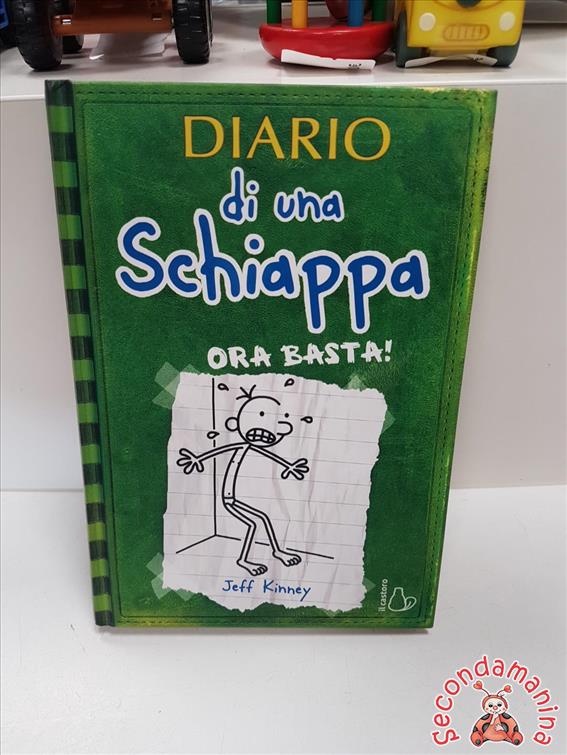 DIARIO
di una
Schiappa
ORA BASTA!
Jeff Kinney
il castoro
Secondamanina